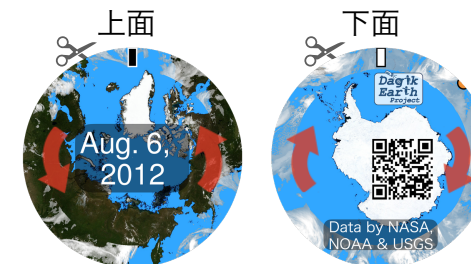 上面
下面
Aug. 6,
2012
Dagik
Earth
Project
Data by NASA,
NOAA & USGS